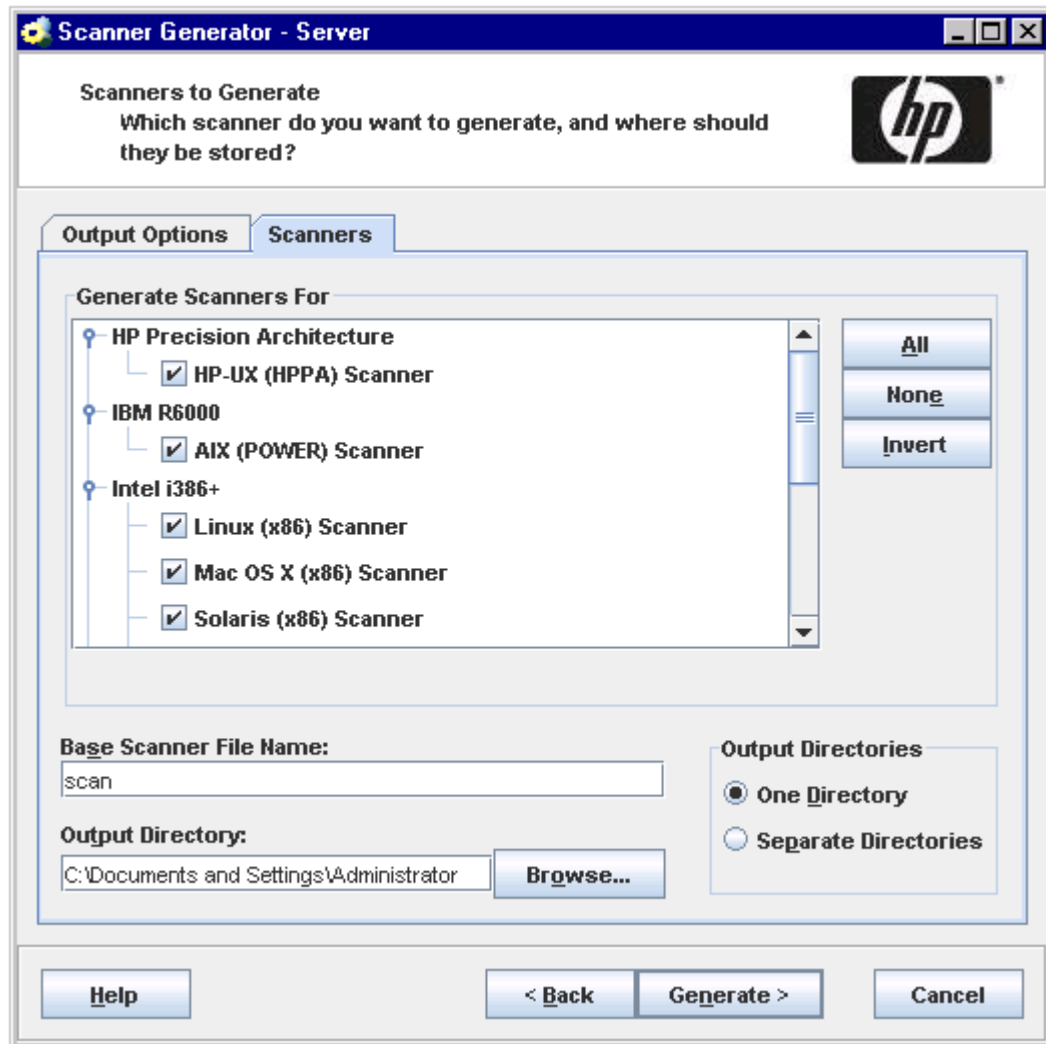 Scanner Generator - Server
Scanners to Generate
Which scanner do you want to generate, and where should
they be stored?
hp
Output Options
Scanners
Generate Scanners For
HP Precision Architecture
HP-UX (HPPA) Scanner
IBM R6000
AIX (POWER) Scanner
Intel i386+
Linux (x86) Scanner
Mac OS X (x86) Scanner
Solaris (x86) Scanner
All
None
Invert
Base Scanner File Name:
scan
Output Directory:
C:\Documents and Settings\Administrator
Browse...
Output Directories
One Directory
Separate Directories
Help
< Back
Generate >
Cancel